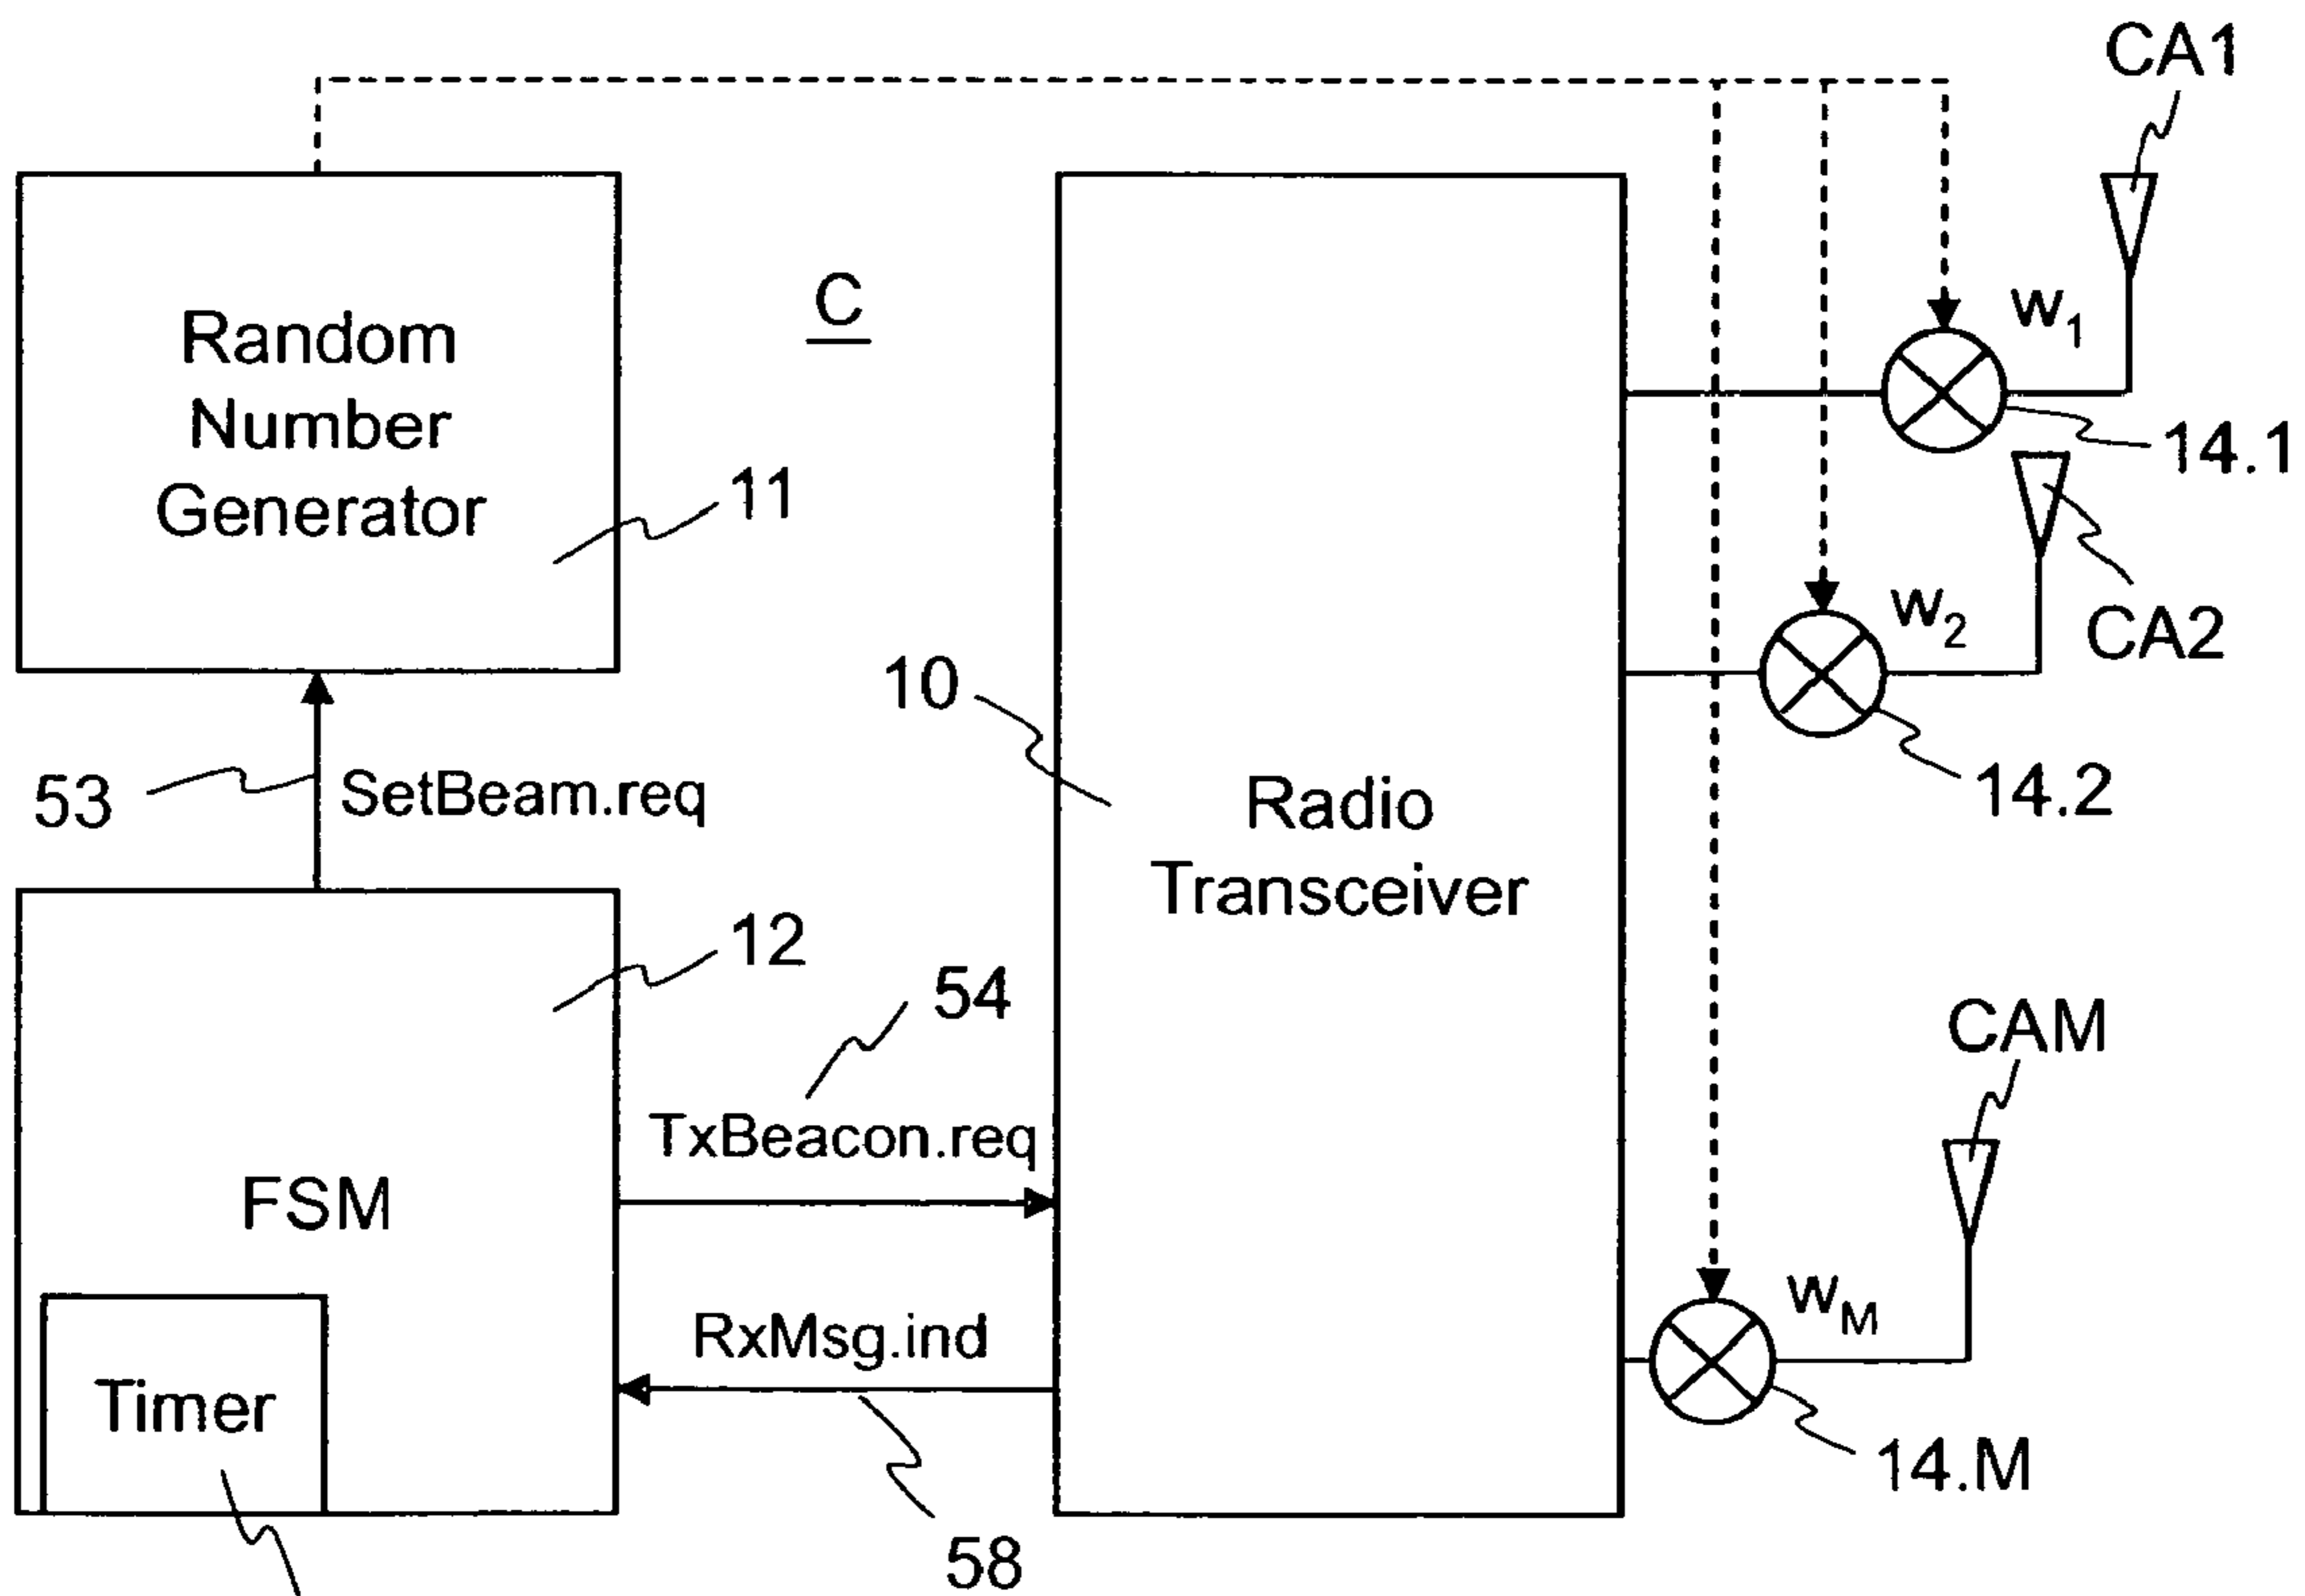 CA1
C
w1
Random
Number
Generator
11
14.1
w2
CA2
10
53
SetBeam.req
14.2
Radio
Transceiver
12
54
CAM
TxBeacon.req
FSM
wM
RxMsg.ind
Timer
14.M
58